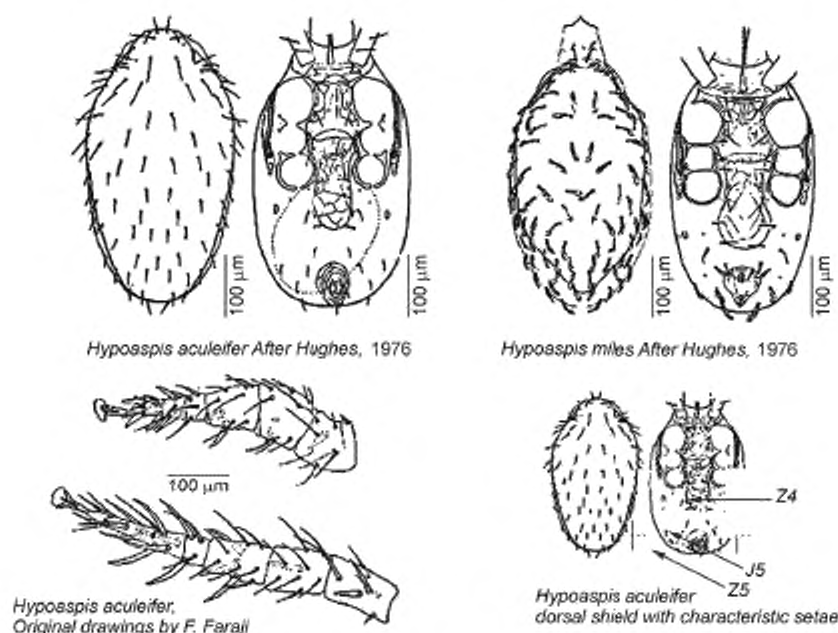 100 µm
100 µm
100 µm
100 µm
Hypoaspis aculeifer After Hughes, 1976
Hypoaspis miles After Hughes, 1976
100 µm
Z4
J5
Z5
Hypoaspis aculeifer,
Original drawings by F. Faraji
Hypoaspis aculeifer
dorsal shield with characteristic setae